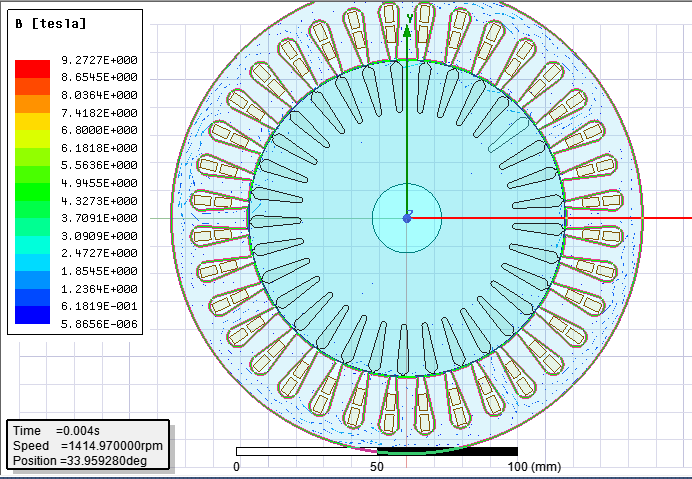 B [tesla]
9.2727E+000
8.6545E+000
8.0364E+000
7.4182E+000
6.8000E+000
6.1818E+000
5.5636E+000
4.9455E+000
4.3273E+000
3.7091E+000
3.0909E+000
2.4727E+000
1.8545E+000
1.2364E+000
6.1819E-001
5.8656E-006
Y
Z
Time =0.004s
Speed =1414.970000rpm
Position =33.959280deg
0 50 100 (mm)